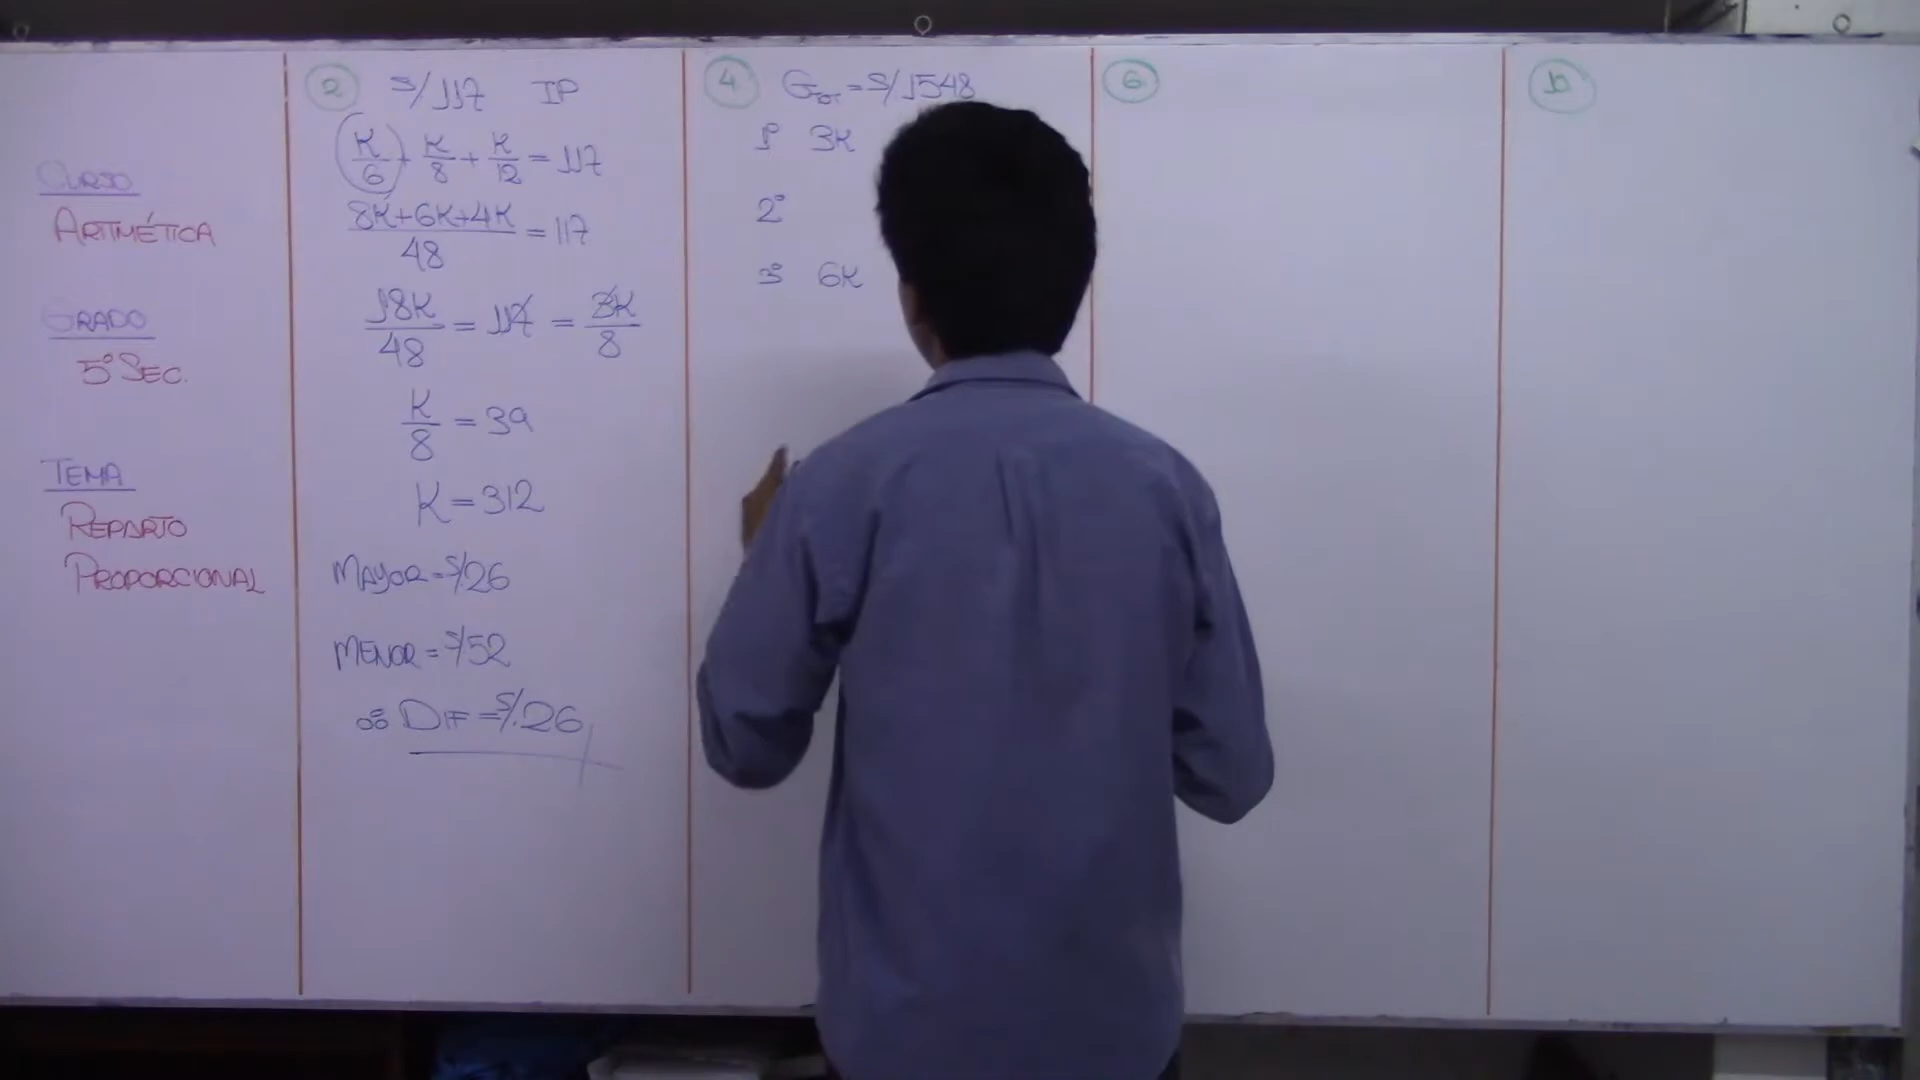 CURSO
ARITMÉTICA
GRADO
5° SEC.
TEMA
REPARTO
PROPORCIONAL
2 S/117 IP
K/6 + K/8 + K/12 = 117
8K+6K+4K/48 = 117
18K/48 = 117 = 3K/8
K/8 = 39
K = 312
MAYOR = S/.26
MENOR = S/52
∴ DIF = S/.26
4 GTOT = S/1548
1° 3K
2°
3° 6K
6
10